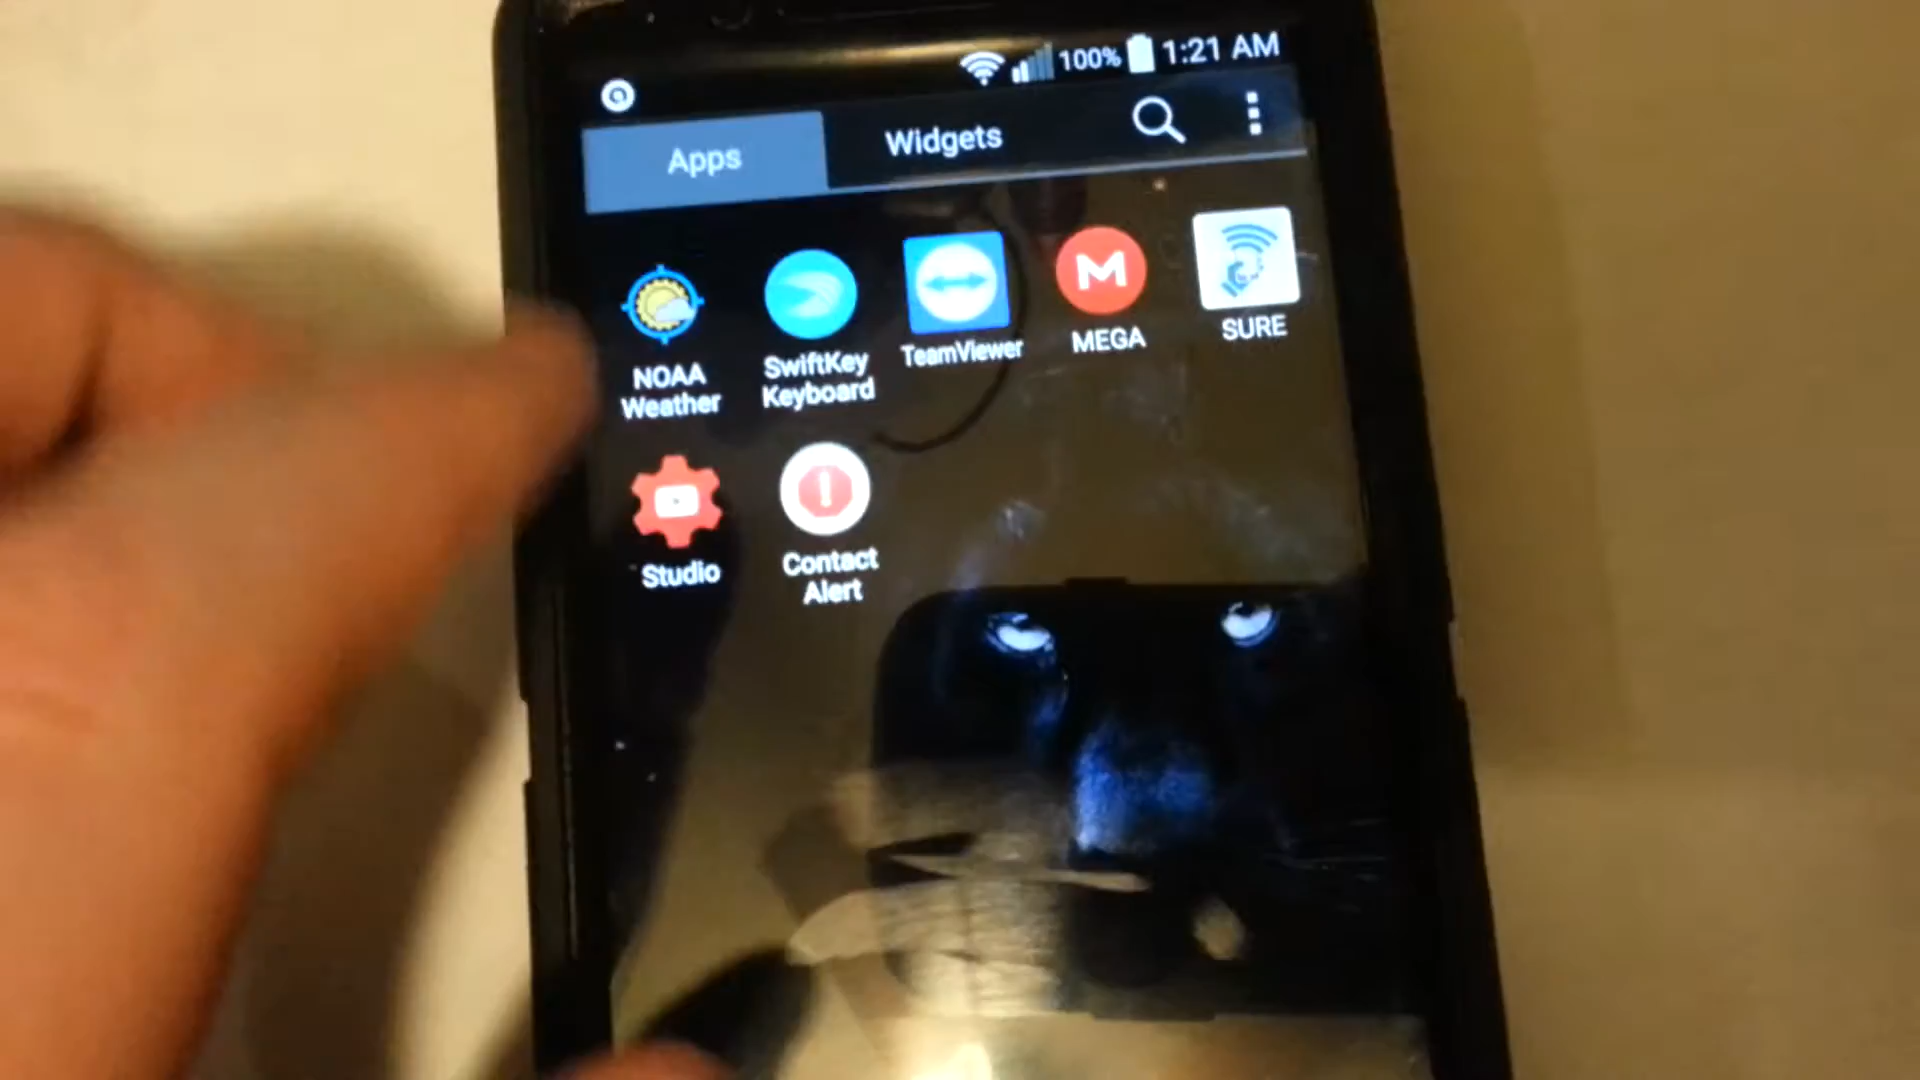 100% 1:21 AM
Apps Widgets
NOAA
Weather
SwiftKey
Keyboard
TeamViewer
M
MEGA
SURE
Studio
!
Contact
Alert